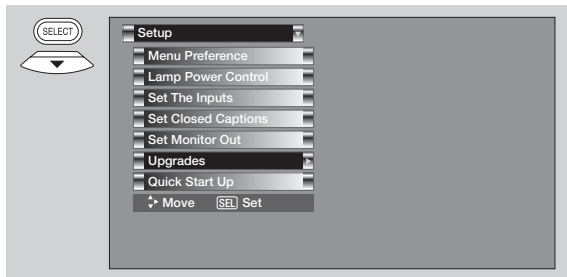 SELECT
Setup
Menu Preference
Lamp Power Control
Set The Inputs
Set Closed Captions
Set Monitor Out
Upgrades
Quick Start Up
Move SEL Set